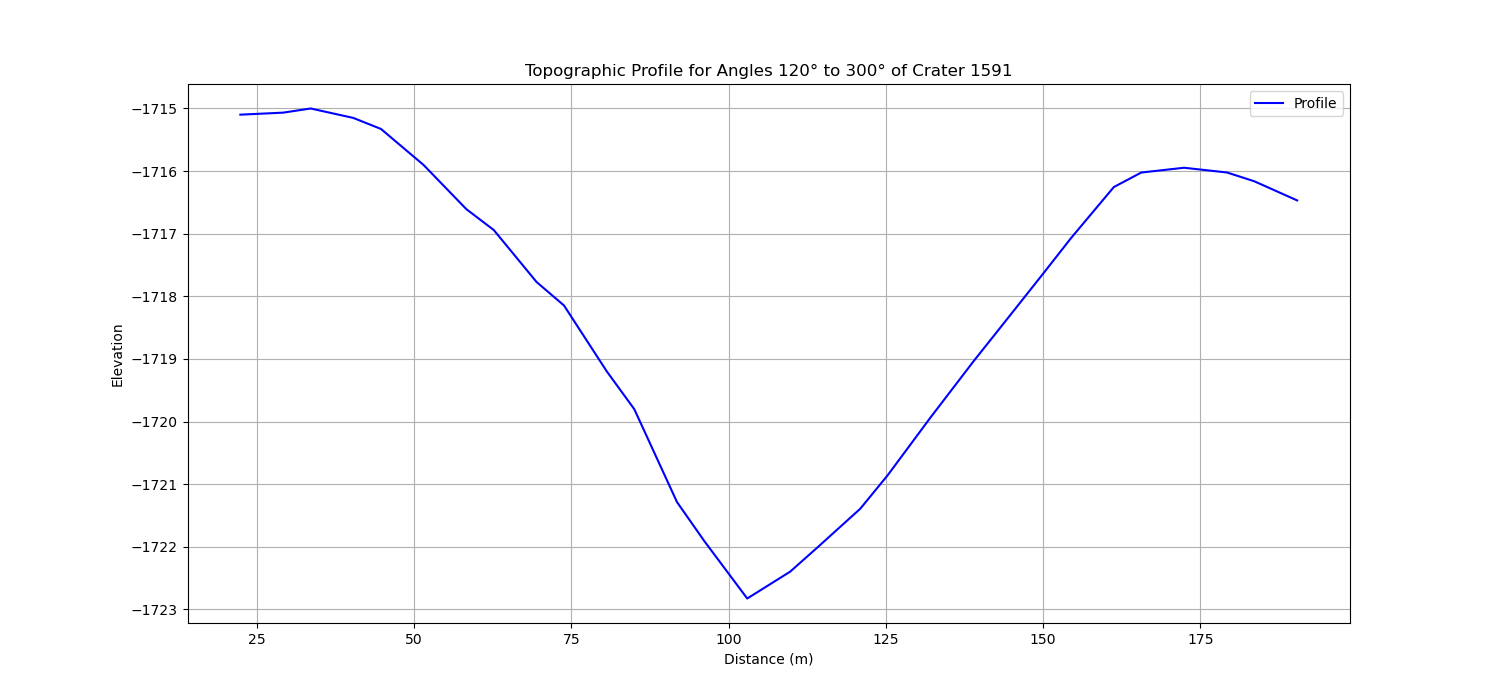 Topographic Profile for Angles 120° to 300° of Crater 1591
Profile
Elevation
−1715
−1716
−1717
−1718
−1719
−1720
−1721
−1722
−1723
25 50 75 100 125 150 175
Distance (m)